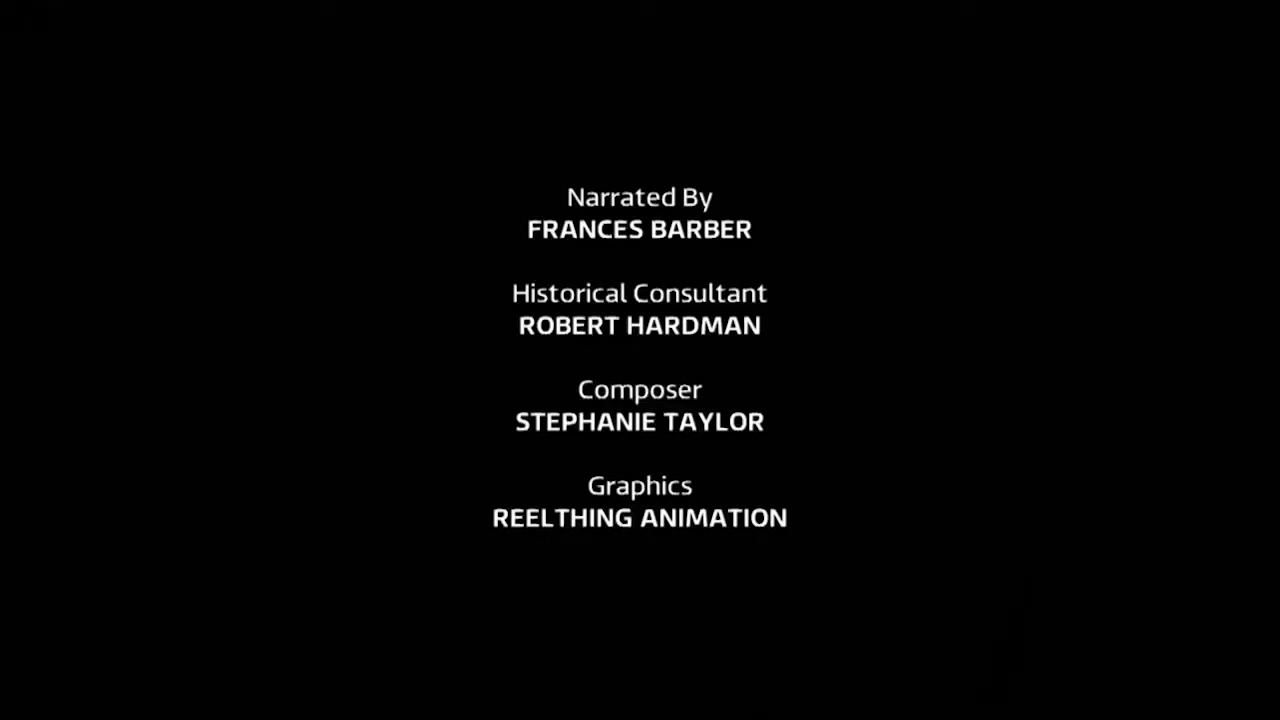 Narrated By
FRANCES BARBER
Historical Consultant
ROBERT HARDMAN
Composer
STEPHANIE TAYLOR
Graphics
REELTHING ANIMATION